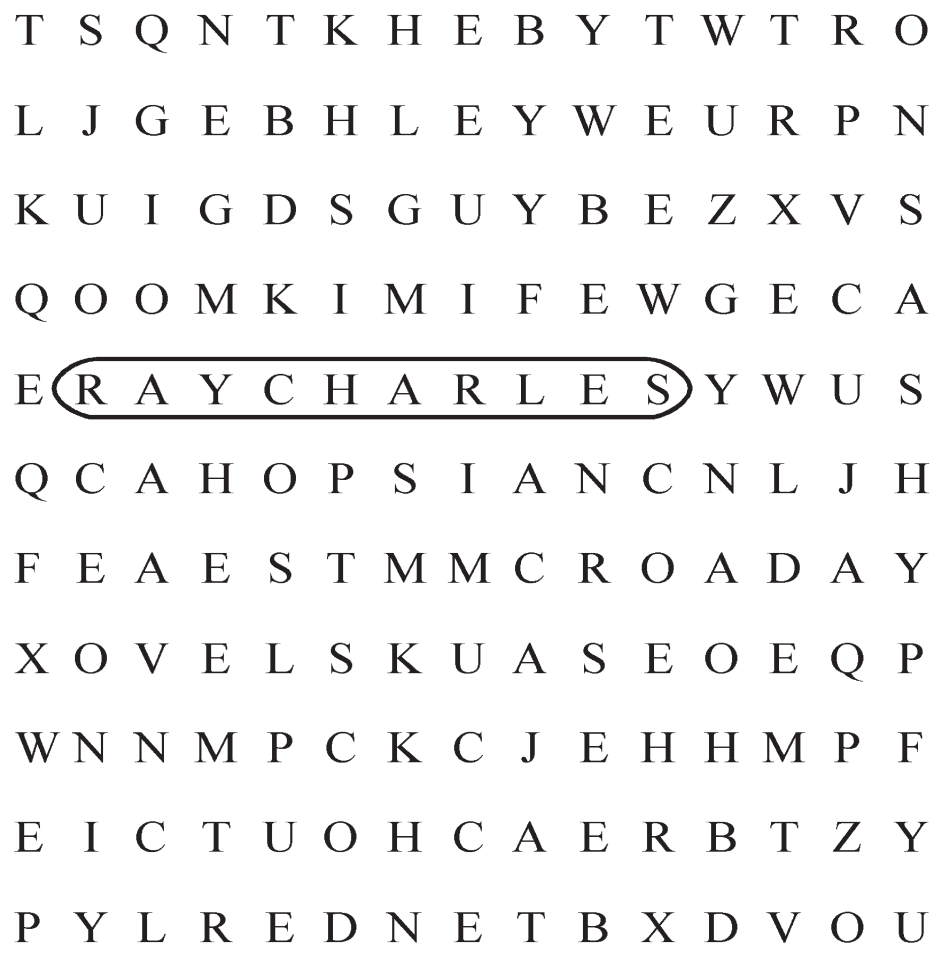 T S Q N T K H E B Y T W T R O
L J G E B H L E Y W E U R P N
K U I G D S G U Y B E Z X V S
Q O O M K I M I F E W G E C A
E R A Y C H A R L E S Y W U S
Q C A H O P S I A N C N L J H
F E A E S T M M C R O A D A Y
X O V E L S K U A S E O E Q P
W N N M P C K C J E H H M P F
E I C T U O H C A E R B T Z Y
P Y L R E D N E T B X D V O U